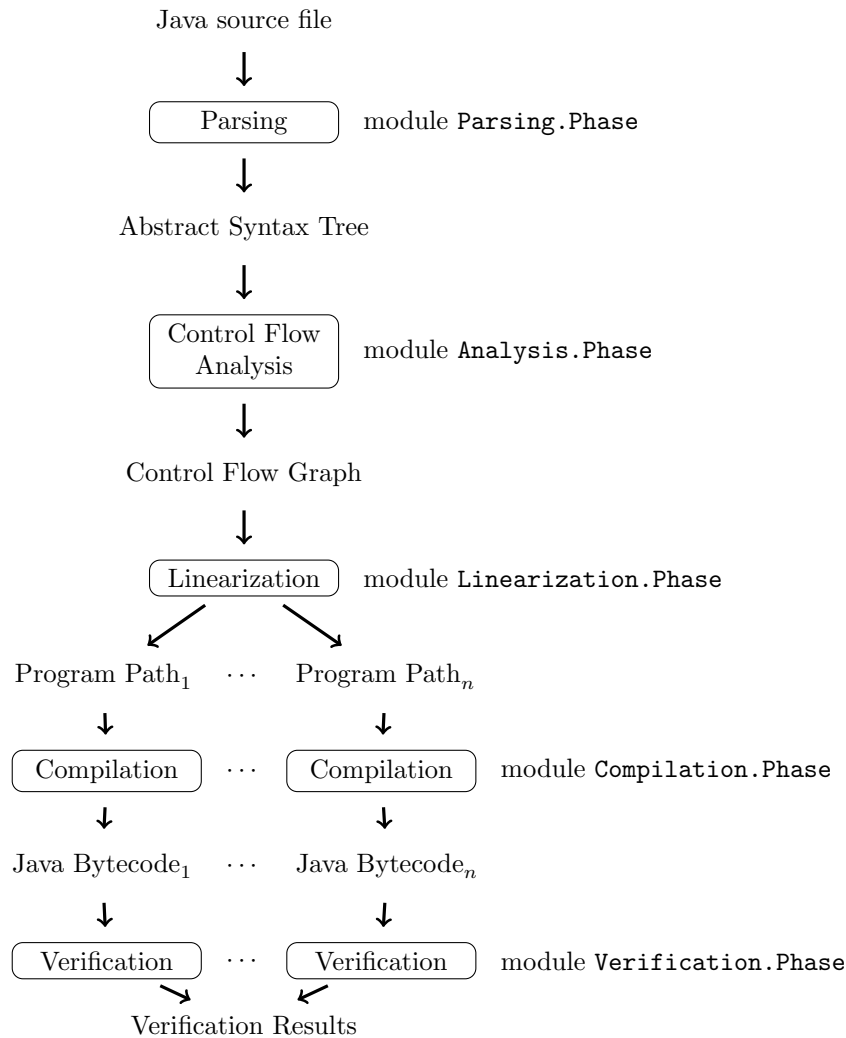 Java source file
Parsing module Parsing.Phase
Abstract Syntax Tree
Control Flow
Analysis
module Analysis.Phase
Control Flow Graph
Linearization module Linearization.Phase
Program Path₁ ··· Program Pathₙ
Compilation ··· Compilation module Compilation.Phase
Java Bytecode₁ ··· Java Bytecodeₙ
Verification ··· Verification module Verification.Phase
Verification Results